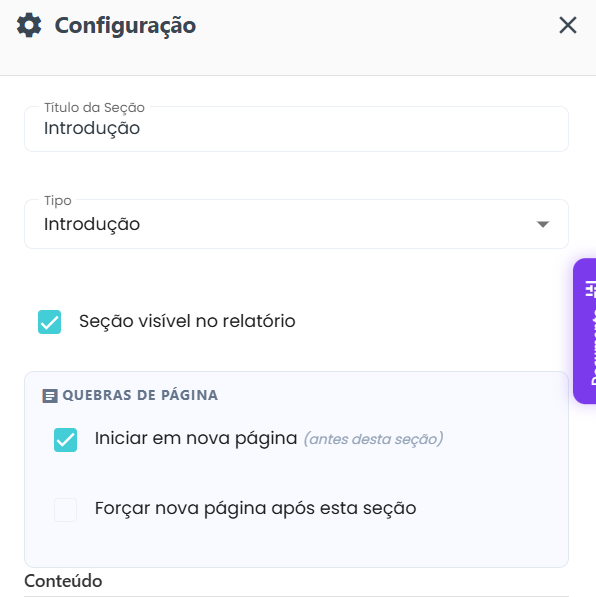 Configuração
Título da Seção
Introdução
Tipo
Introdução
Seção visível no relatório
QUEBRAS DE PÁGINA
Iniciar em nova página (antes desta seção)
Forçar nova página após esta seção
Conteúdo